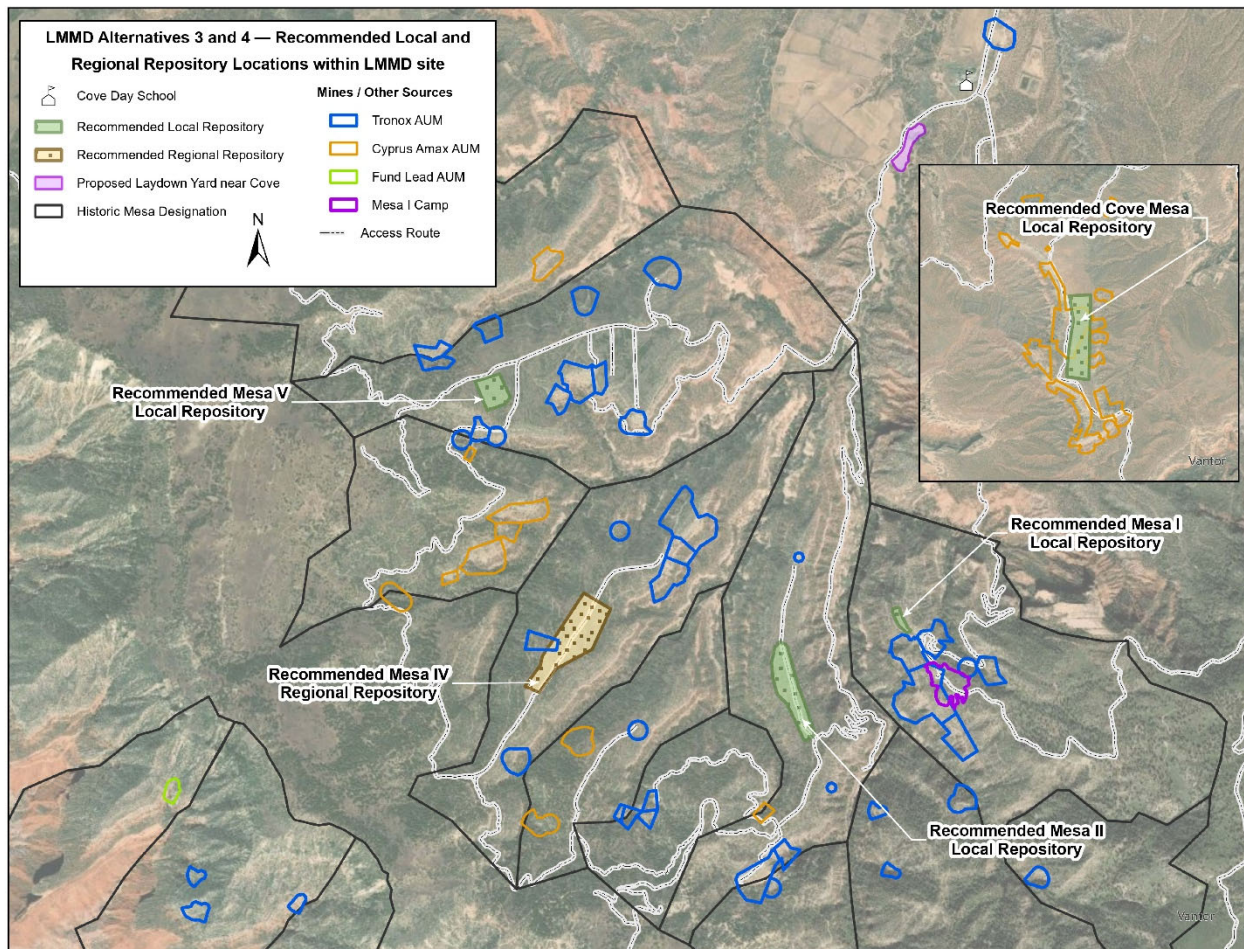 LMMD Alternatives 3 and 4 — Recommended Local and
Regional Repository Locations within LMMD site
Cove Day School
Recommended Local Repository
Recommended Regional Repository
Proposed Laydown Yard near Cove
Historic Mesa Designation
N
Mines / Other Sources
Tronox AUM
Cyprus Amax AUM
Fund Lead AUM
Mesa I Camp
Access Route
Recommended Cove Mesa
Local Repository
Vantor
Recommended Mesa V
Local Repository
Recommended Mesa I
Local Repository
Recommended Mesa IV
Regional Repository
Recommended Mesa II
Local Repository
Vantor